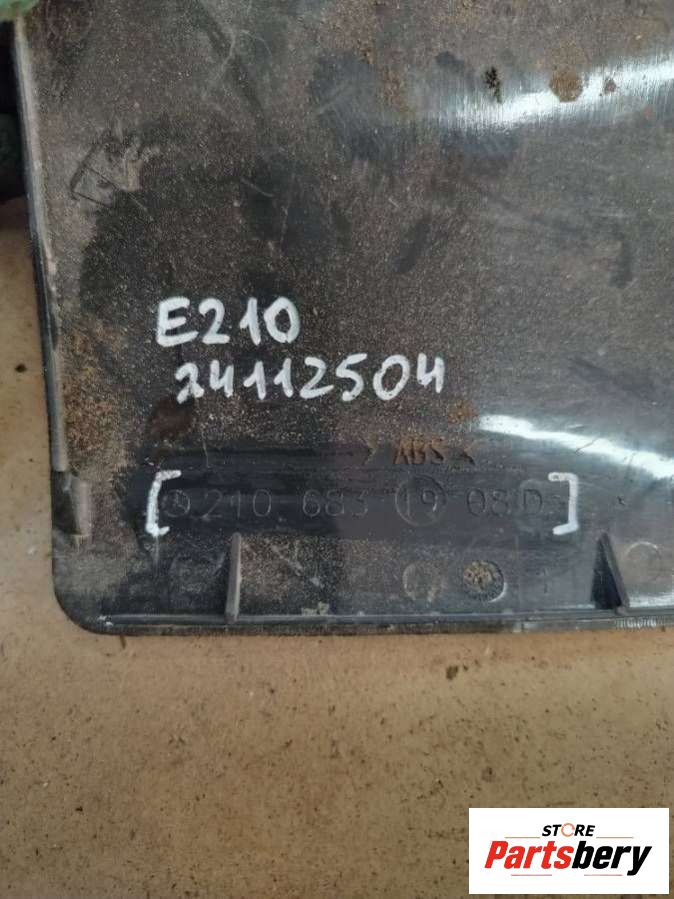 E210
24112504
> ABS <
210 683 19 08 D
STORE
Partsbery